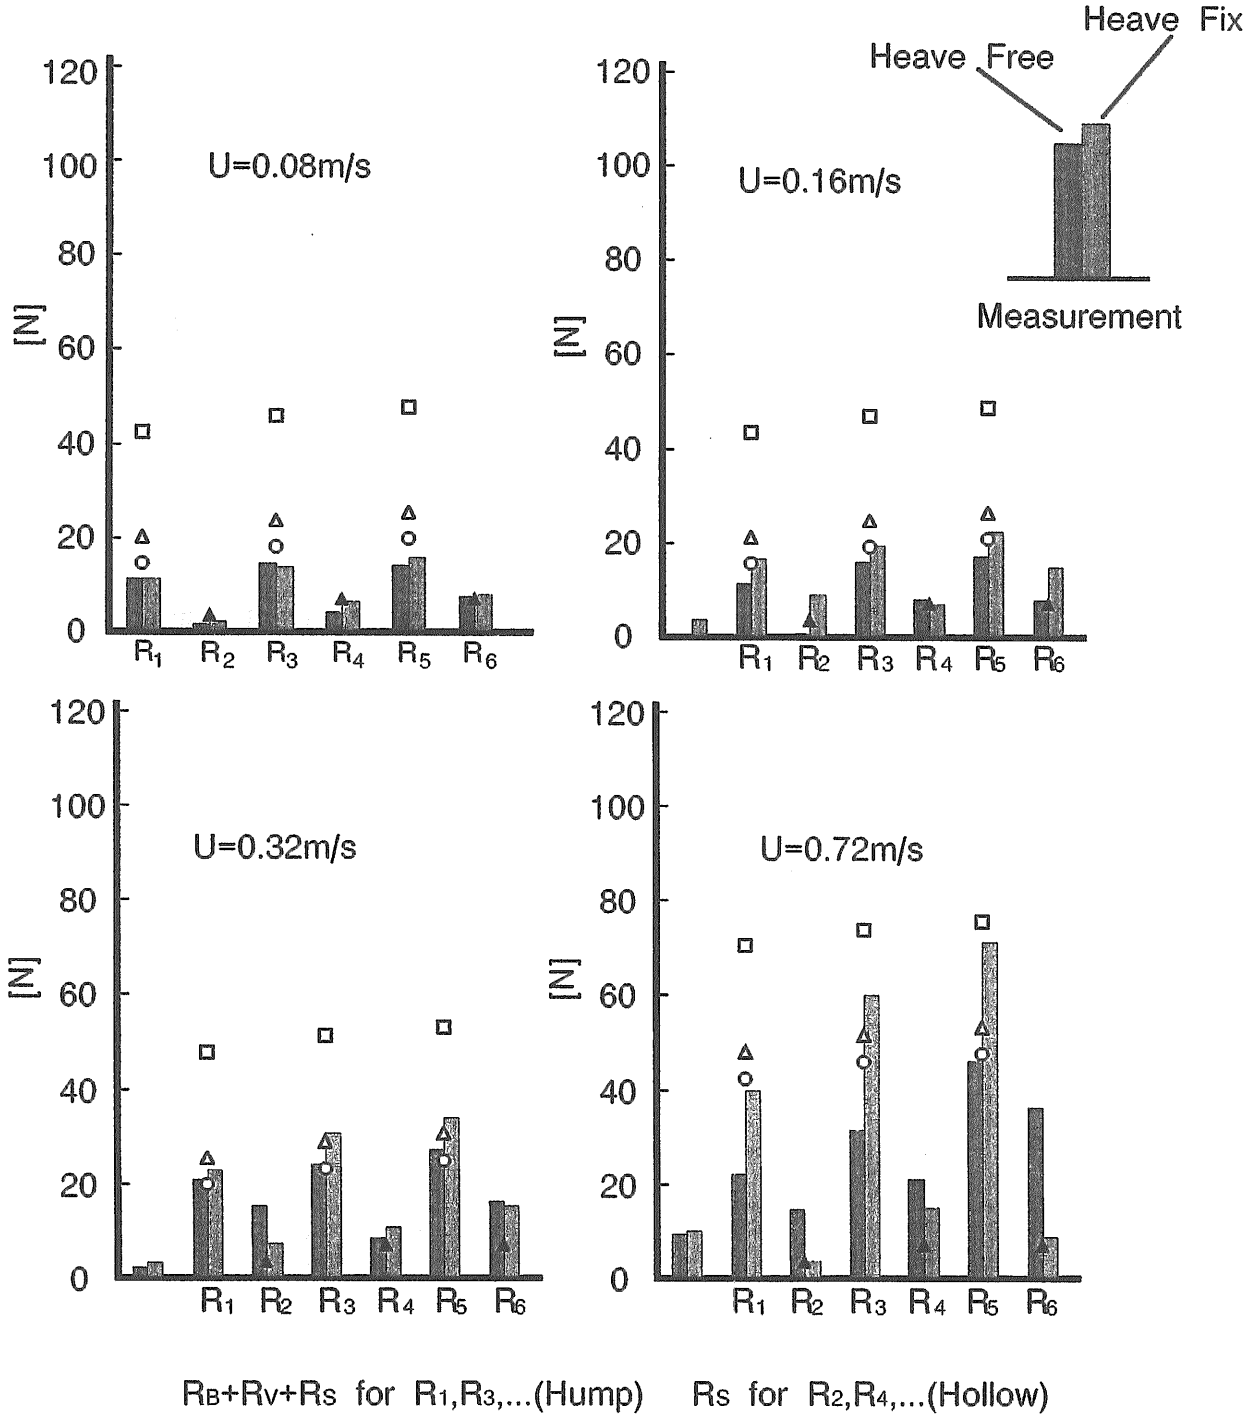 Heave Fix
Heave Free
Measurement
120
100
80
60
40
20
0
[N]
U=0.08m/s
R1 R2 R3 R4 R5 R6
120
100
80
60
40
20
0
[N]
U=0.16m/s
R1 R2 R3 R4 R5 R6
120
100
80
60
40
20
0
[N]
U=0.32m/s
R1 R2 R3 R4 R5 R6
120
100
80
60
40
20
0
[N]
U=0.72m/s
R1 R2 R3 R4 R5 R6
RB+RV+RS for R1,R3,...(Hump) RS for R2,R4,...(Hollow)